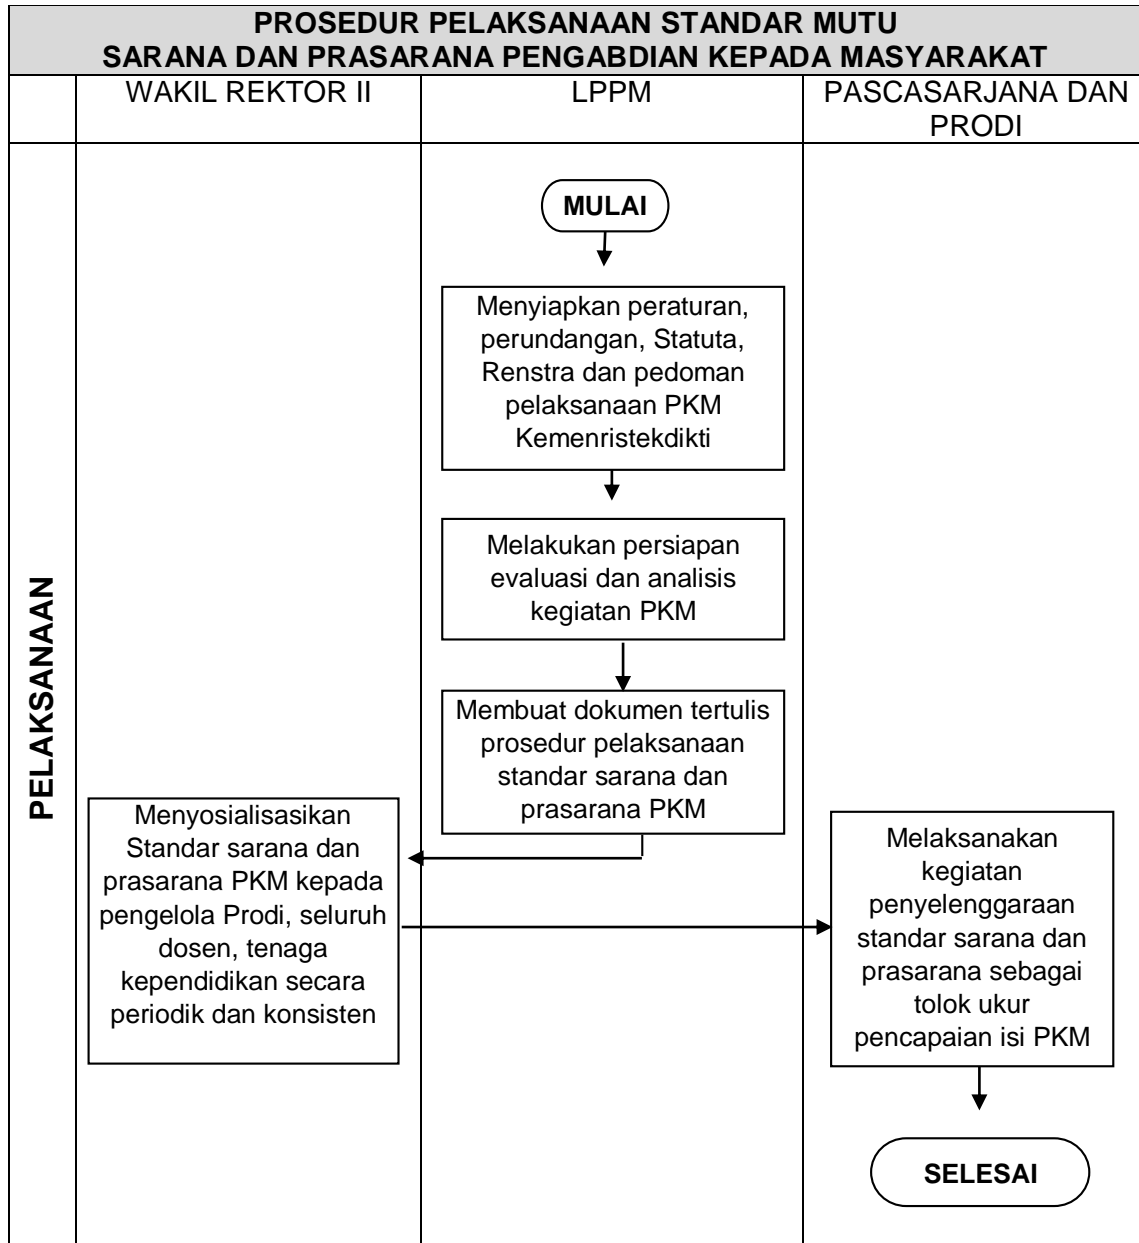 PROSEDUR PELAKSANAAN STANDAR MUTU
SARANA DAN PRASARANA PENGABDIAN KEPADA MASYARAKAT
WAKIL REKTOR II
LPPM
PASCASARJANA DAN
PRODI
PELAKSANAAN
MULAI
Menyiapkan peraturan,
perundangan, Statuta,
Renstra dan pedoman
pelaksanaan PKM
Kemenristekdikti
Melakukan persiapan
evaluasi dan analisis
kegiatan PKM
Membuat dokumen tertulis
prosedur pelaksanaan
standar sarana dan
prasarana PKM
Menyosialisasikan
Standar sarana dan
prasarana PKM kepada
pengelola Prodi, seluruh
dosen, tenaga
kependidikan secara
periodik dan konsisten
Melaksanakan
kegiatan
penyelenggaraan
standar sarana dan
prasarana sebagai
tolok ukur
pencapaian isi PKM
SELESAI